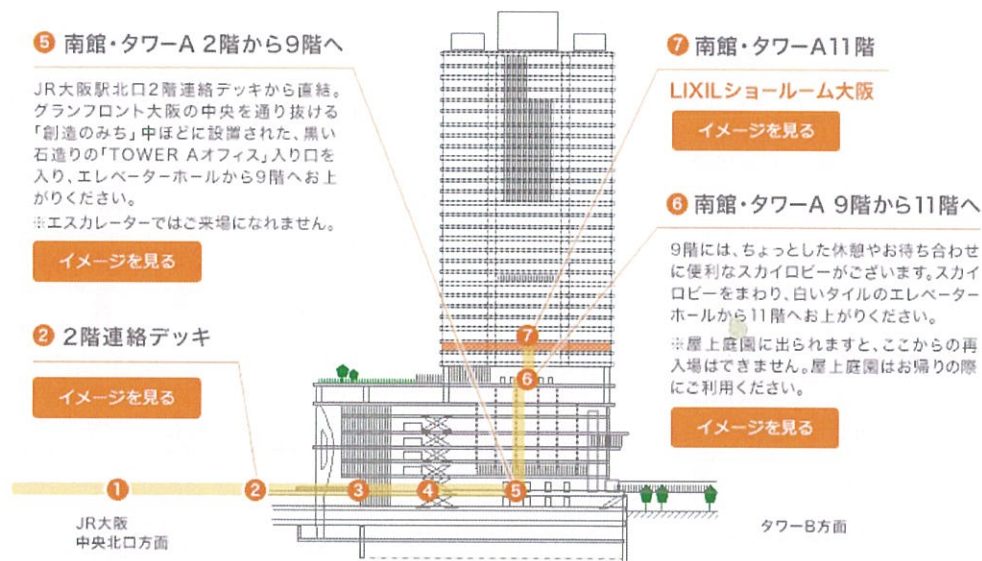 ⑤ 南館・タワーA 2階から9階へ
JR大阪駅北口2階連絡デッキから直結。
グランフロント大阪の中央を通り抜ける
「創造のみち」中ほどに設置された、黒い
石造りの「TOWER Aオフィス」入り口を
入り、エレベーターホールから9階へお上
がりください。
※エスカレーターではご来場になれません。
イメージを見る
② 2階連絡デッキ
イメージを見る
⑦ 南館・タワーA11階
LIXILショールーム大阪
イメージを見る
⑥ 南館・タワーA 9階から11階へ
9階には、ちょっとした休憩やお待ち合わせ
に便利なスカイロビーがございます。スカイ
ロビーをまわり、白いタイルのエレベーター
ホールから11階へお上がりください。
※屋上庭園に出られますと、ここからの再
入場はできません。屋上庭園はお帰りの際
にご利用ください。
イメージを見る
⑦
⑥
① ② ③ ④ ⑤
JR大阪
中央北口方面
タワーB方面